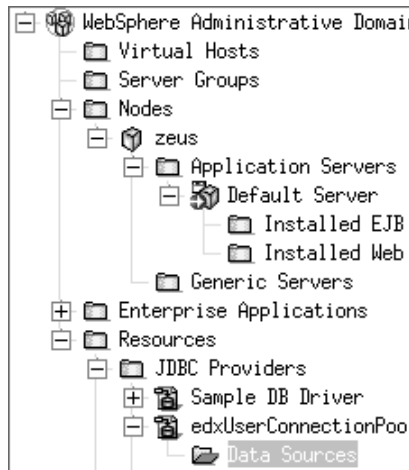 WebSphere Administrative Domain
Virtual Hosts
Server Groups
Nodes
zeus
Application Servers
Default Server
Installed EJB
Installed Web
Generic Servers
Enterprise Applications
Resources
JDBC Providers
Sample DB Driver
edxUserConnectionPoo
Data Sources